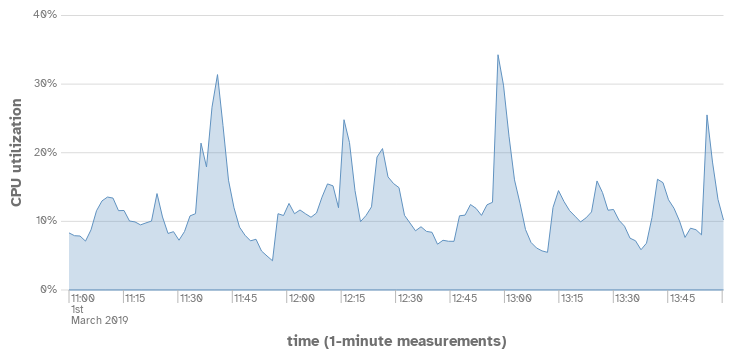 40%
30%
20%
10%
0%
CPU utilization
11:00 11:15 11:30 11:45 12:00 12:15 12:30 12:45 13:00 13:15 13:30 13:45
1st
March 2019
time (1-minute measurements)